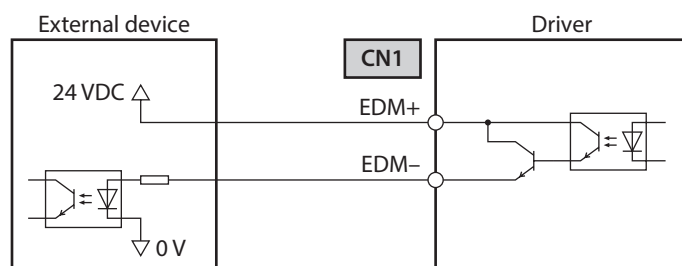 External device
Driver
CN1
24 VDC
EDM+
EDM−
0 V